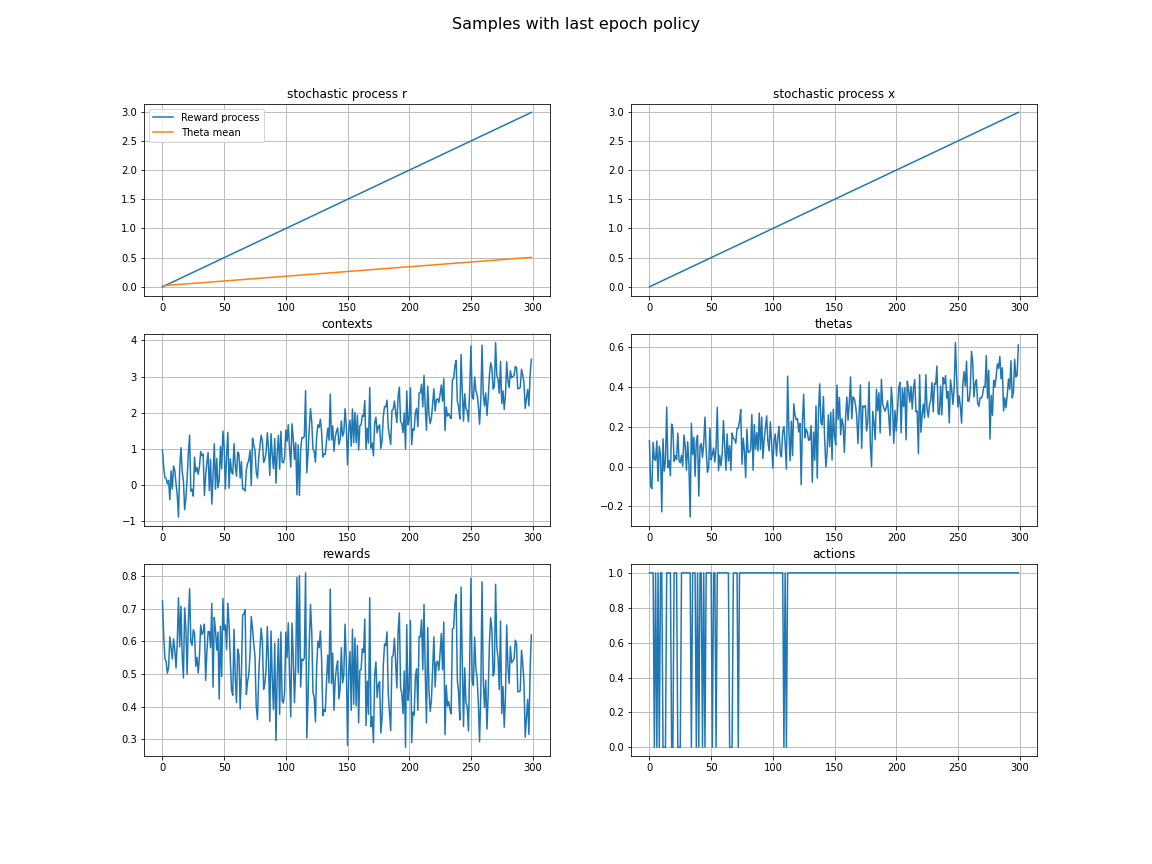 Samples with last epoch policy
stochastic process r
Reward process
Theta mean
3.0
2.5
2.0
1.5
1.0
0.5
0.0
0 50 100 150 200 250 300
stochastic process x
3.0
2.5
2.0
1.5
1.0
0.5
0.0
0 50 100 150 200 250 300
contexts
4
3
2
1
0
−1
0 50 100 150 200 250 300
thetas
0.6
0.4
0.2
0.0
−0.2
0 50 100 150 200 250 300
rewards
0.8
0.7
0.6
0.5
0.4
0.3
0 50 100 150 200 250 300
actions
1.0
0.8
0.6
0.4
0.2
0.0
0 50 100 150 200 250 300